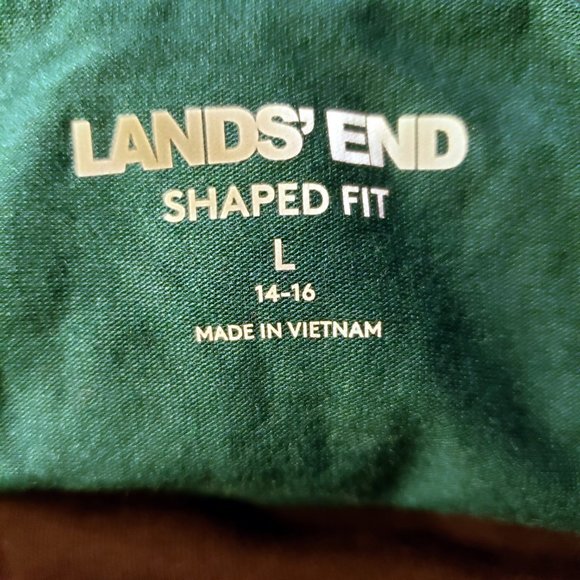 LANDS' END
SHAPED FIT
L
14-16
MADE IN VIETNAM